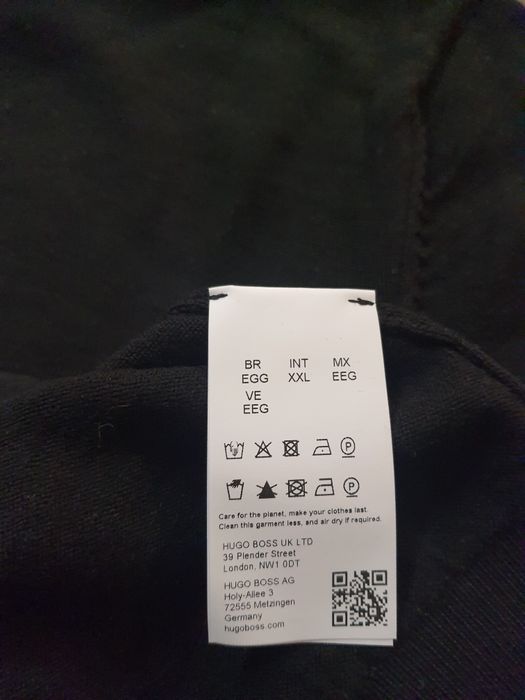 BR INT MX
EGG XXL EEG
VE
EEG
P
P
Care for the planet, make your clothes last.
Clean this garment less, and air dry if required.
HUGO BOSS UK LTD
39 Plender Street
London, NW1 0DT
HUGO BOSS AG
Holy-Allee 3
72555 Metzingen
Germany
hugoboss.com